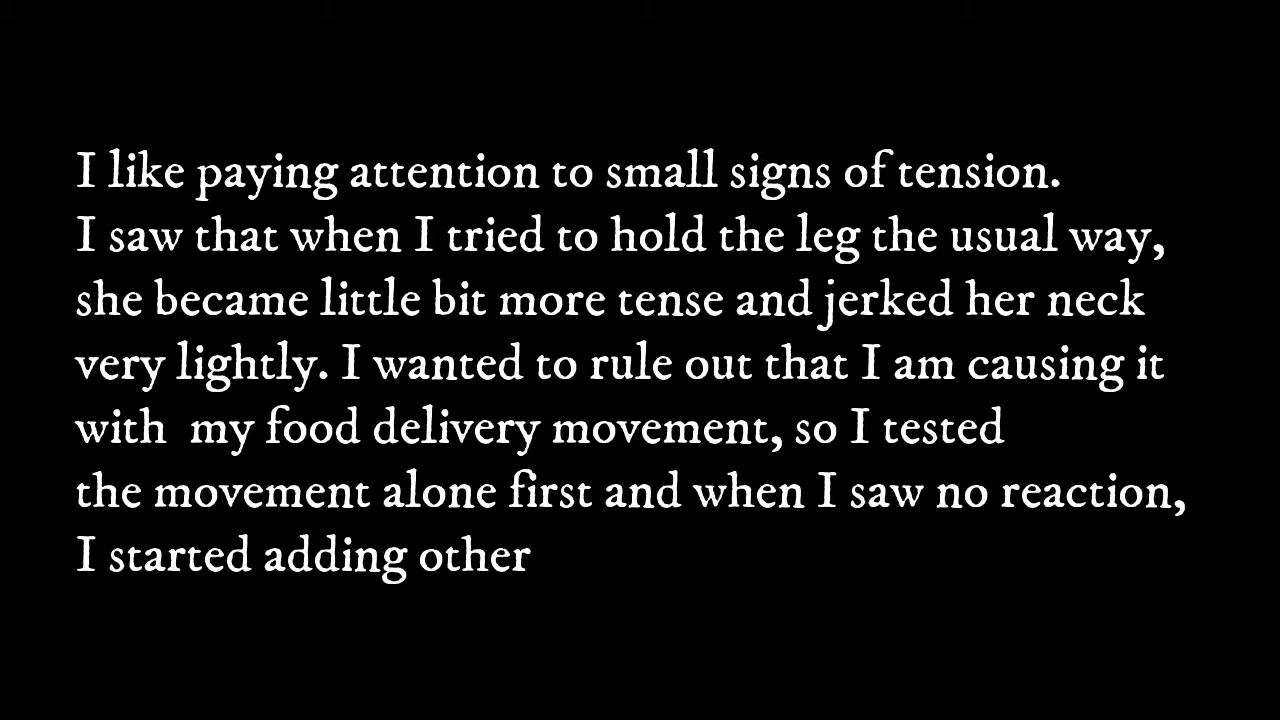 I like paying attention to small signs of tension.
I saw that when I tried to hold the leg the usual way,
she became little bit more tense and jerked her neck
very lightly. I wanted to rule out that I am causing it
with  my food delivery movement, so I tested
the movement alone first and when I saw no reaction,
I started adding other